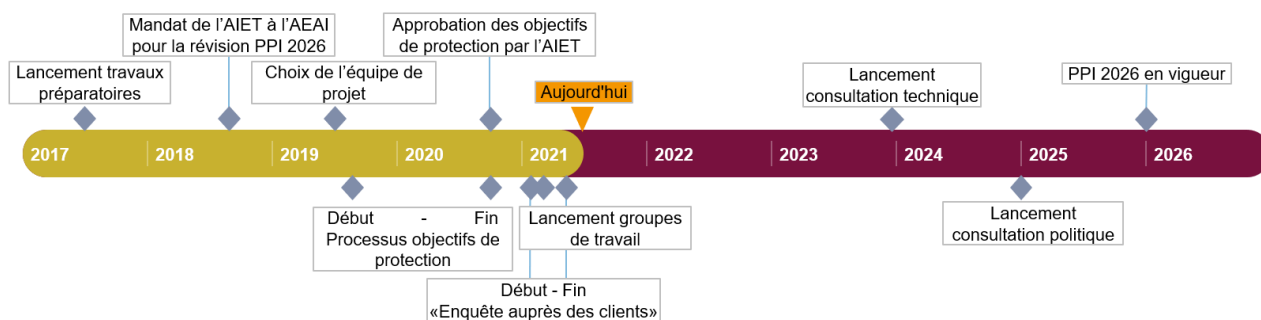 Mandat de l’AIET à l’AEAI
pour la révision PPI 2026
Approbation des objectifs
de protection par l’AIET
Lancement travaux
préparatoires
Choix de l’équipe de
projet
Aujourd'hui
Lancement
consultation technique
PPI 2026 en vigueur
2017
2018
2019
2020
2021
2022
2023
2024
2025
2026
Début - Fin
Processus objectifs de
protection
Lancement groupes
de travail
Lancement
consultation politique
Début - Fin
«Enquête auprès des clients»